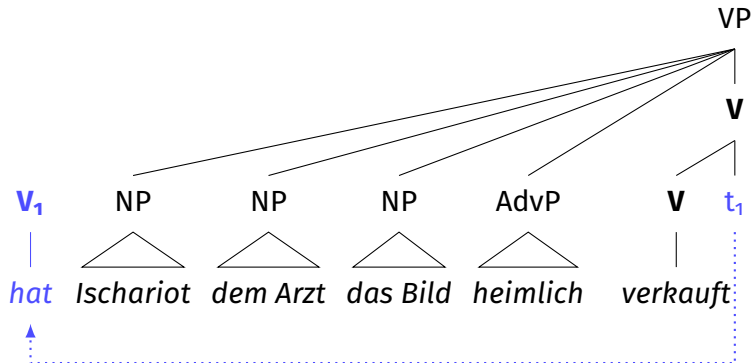 VP
V
V₁ NP NP NP AdvP V t₁
hat Ischariot dem Arzt das Bild heimlich verkauft